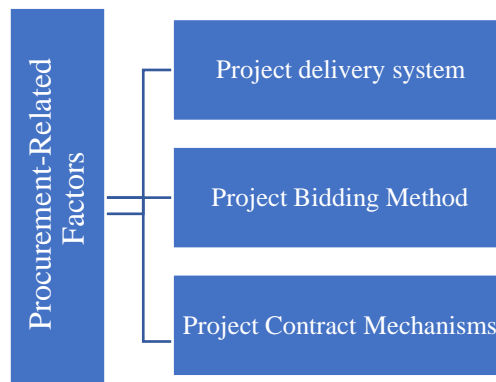 Procurement-Related
Factors
Project delivery system
Project Bidding Method
Project Contract Mechanisms